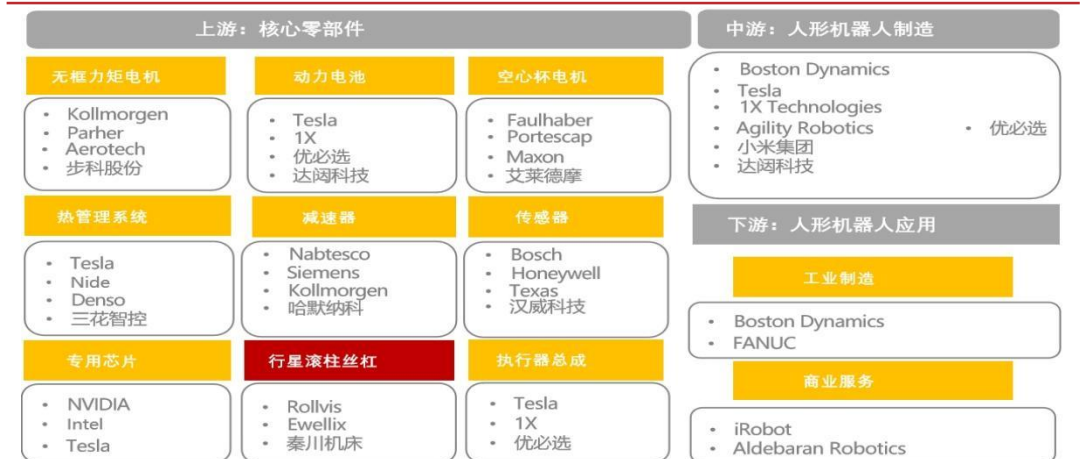 上游：核心零部件
无框力矩电机
Kollmorgen
Parher
Aerotech
步科股份
动力电池
Tesla
1X
优必选
达闼科技
空心杯电机
Faulhaber
Portescap
Maxon
艾莱德摩
热管理系统
Tesla
Nide
Denso
三花智控
减速器
Nabtesco
Siemens
Kollmorgen
哈默纳科
传感器
Bosch
Honeywell
Texas
汉威科技
专用芯片
NVIDIA
Intel
Tesla
行星滚柱丝杠
Rollvis
Ewellix
秦川机床
执行器总成
Tesla
1X
优必选
中游：人形机器人制造
Boston Dynamics
Tesla
1X Technologies
Agility Robotics
小米集团
达闼科技
优必选
下游：人形机器人应用
工业制造
Boston Dynamics
FANUC
商业服务
iRobot
Aldebaran Robotics